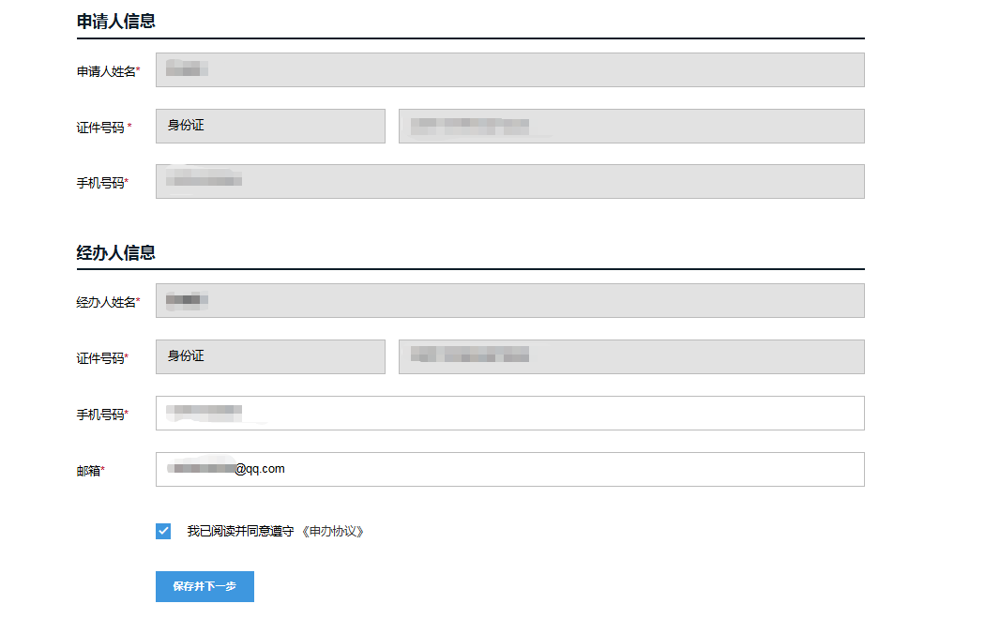 申请人信息
申请人姓名*
证件号码 * 身份证
手机号码*
经办人信息
经办人姓名*
证件号码* 身份证
手机号码*
邮箱* @qq.com
我已阅读并同意遵守 《申办协议》
保存并下一步